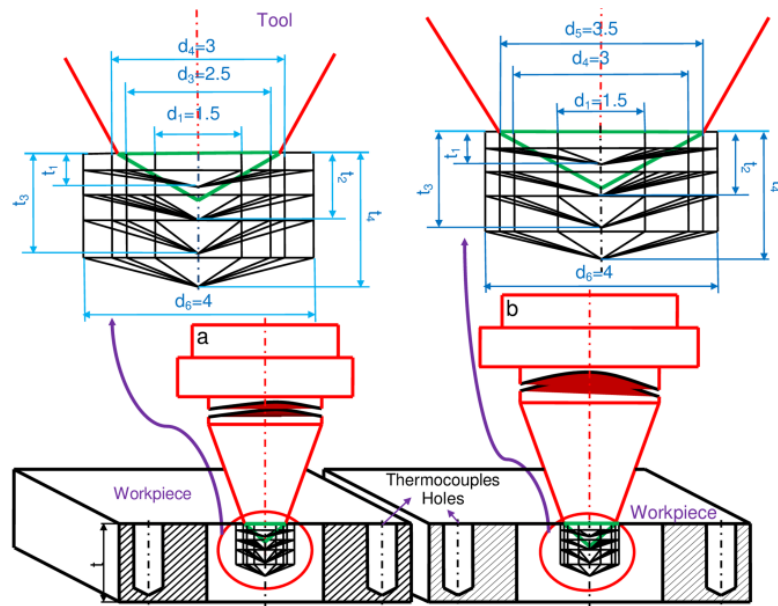 Tool
d₄=3
d₃=2.5
d₁=1.5
t₁
t₂
t₃
t₄
d₆=4
d₅=3.5
d₄=3
d₁=1.5
t₁
t₂
t₃
t₄
d₆=4
a
b
Workpiece
Thermocouples
Holes
Workpiece
t